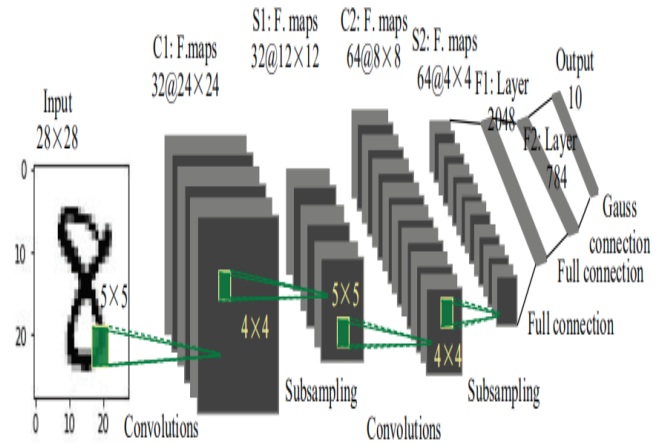 Input
28×28
C1: F.maps
32@24×24
S1: F. maps
32@12×12
C2: F. maps
64@8×8
S2: F. maps
64@4×4
F1: Layer
2048
F2: Layer
784
Output
10
0
10
20
0
10
20
5×5
4×4
5×5
4×4
Convolutions
Subsampling
Convolutions
Subsampling
Full connection
Full connection
Gauss
connection